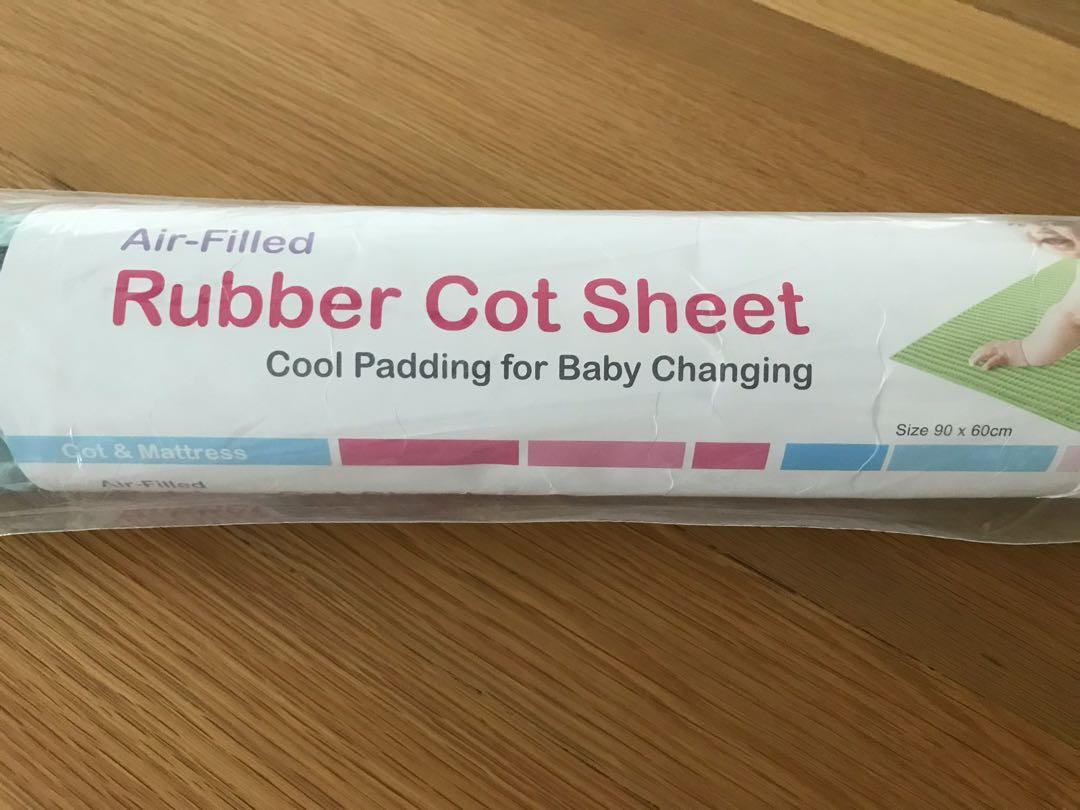 Air-Filled
Rubber Cot Sheet
Cool Padding for Baby Changing
Size 90 x 60cm
Cot & Mattress
Air-Filled